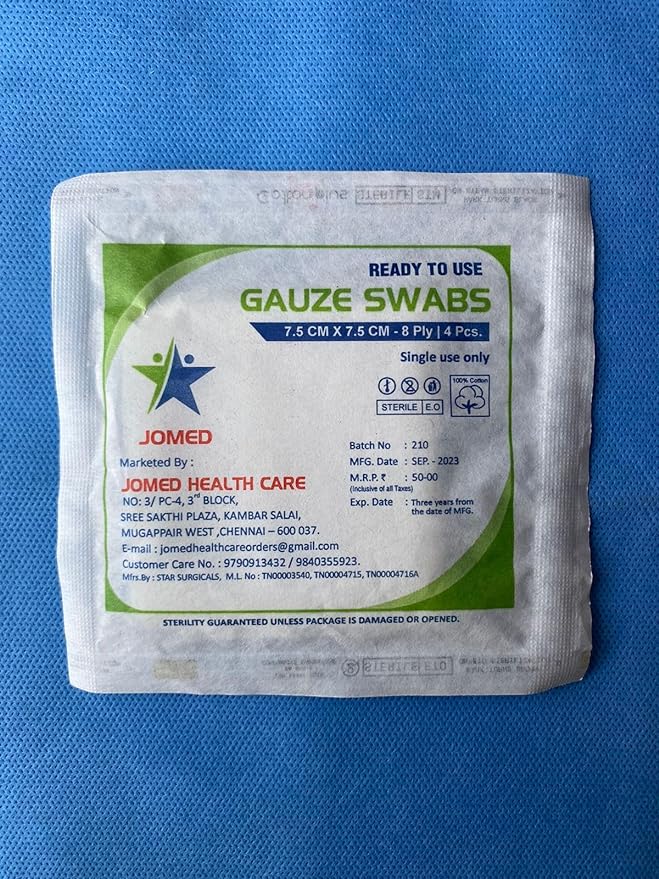 READY TO USE
GAUZE SWABS
7.5 CM X 7.5 CM - 8 Ply | 4 Pcs.
Single use only
100% Cotton
STERILE E.O
JOMED
Marketed By :
JOMED HEALTH CARE
NO: 3/ PC-4, 3rd BLOCK,
SREE SAKTHI PLAZA, KAMBAR SALAI,
MUGAPPAIR WEST ,CHENNAI – 600 037.
E-mail : jomedhealthcareorders@gmail.com
Customer Care No. : 9790913432 / 9840355923.
Mfrs.By : STAR SURGICALS, M.L. No : TN00003540, TN00004715, TN00004716A
Batch No : 210
MFG. Date : SEP. - 2023
M.R.P. ₹ : 50-00
(Inclusive of all Taxes)
Exp. Date : Three years from
the date of MFG.
STERILITY GUARANTEED UNLESS PACKAGE IS DAMAGED OR OPENED.
STERILE ETO